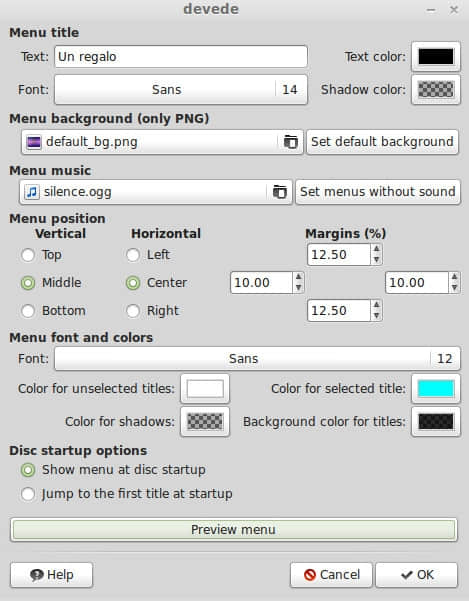 devede
Menu title
Text: Un regalo Text color:
Font: Sans 14 Shadow color:
Menu background (only PNG)
default_bg.png Set default background
Menu music
silence.ogg Set menus without sound
Menu position
Vertical Horizontal Margins (%)
Top Left 12.50
Middle Center 10.00 10.00
Bottom Right 12.50
Menu font and colors
Font: Sans 12
Color for unselected titles: Color for selected title:
Color for shadows: Background color for titles:
Disc startup options
Show menu at disc startup
Jump to the first title at startup
Preview menu
Help Cancel OK